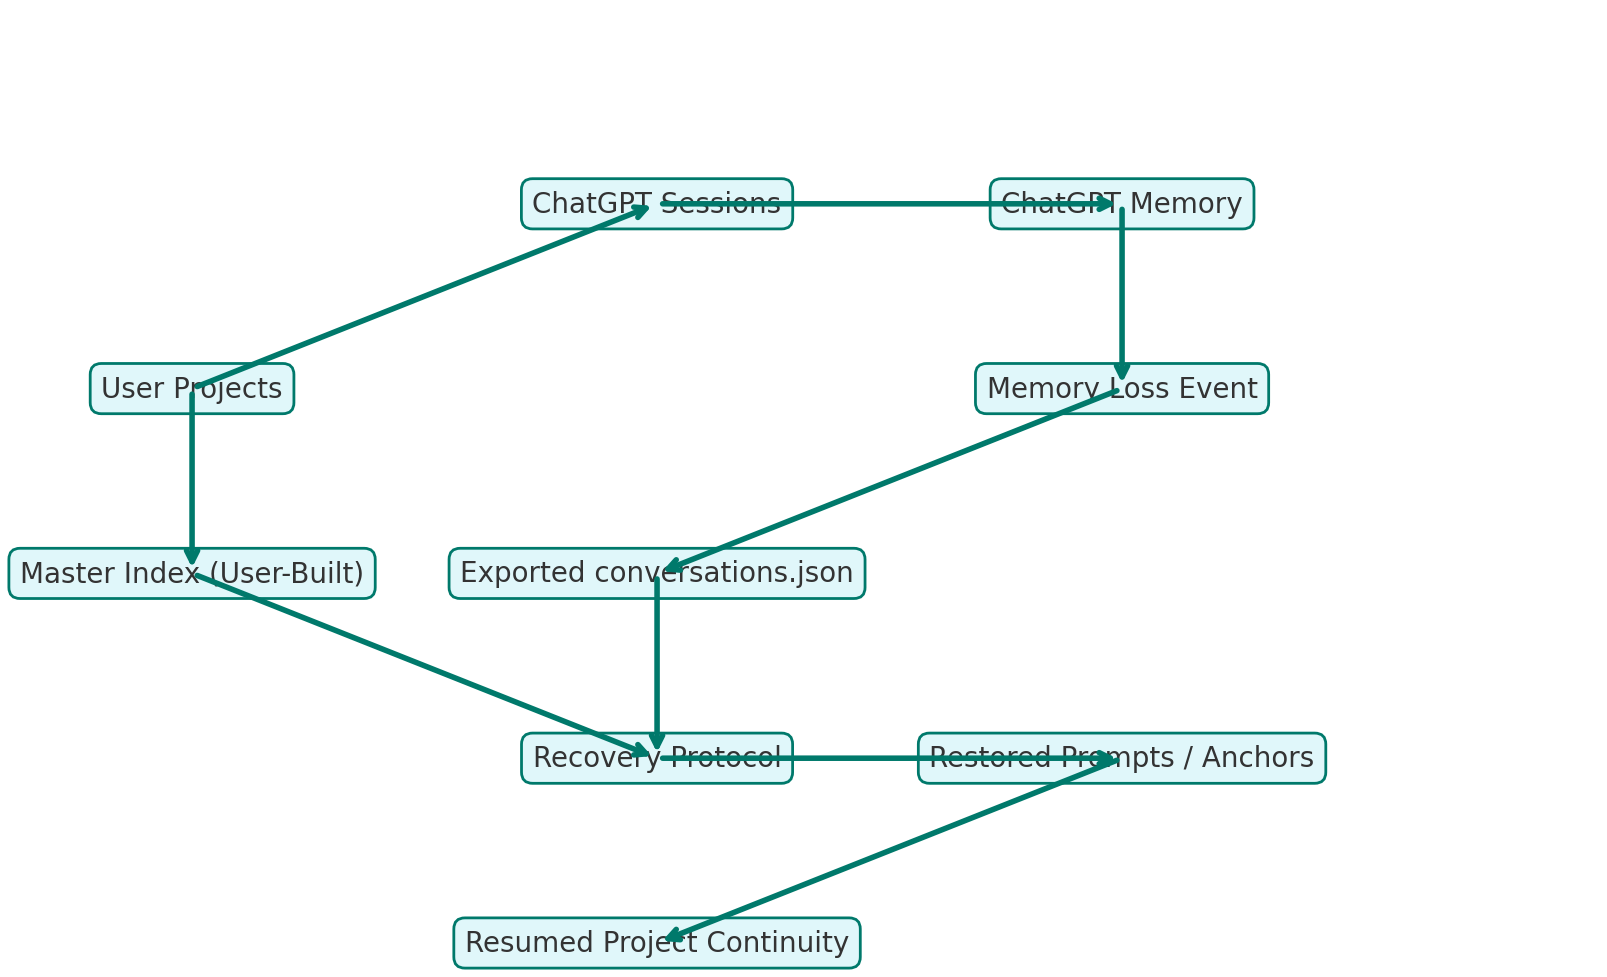 ChatGPT Sessions
ChatGPT Memory
User Projects
Memory Loss Event
Master Index (User-Built)
Exported conversations.json
Recovery Protocol
Restored Prompts / Anchors
Resumed Project Continuity